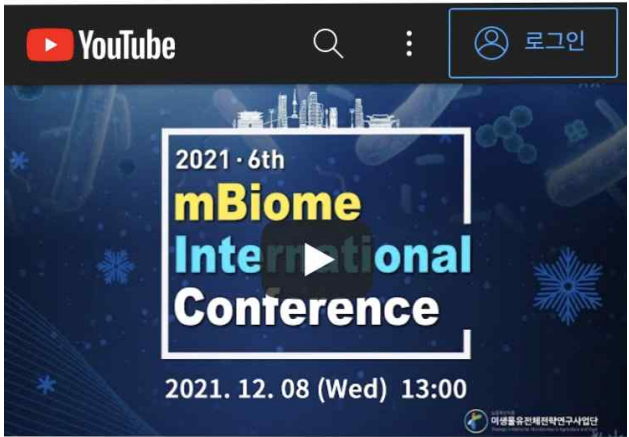 YouTube
로그인
2021 · 6th
mBiome
International
Conference
2021. 12. 08 (Wed) 13:00
미생물유전체전략연구사업단